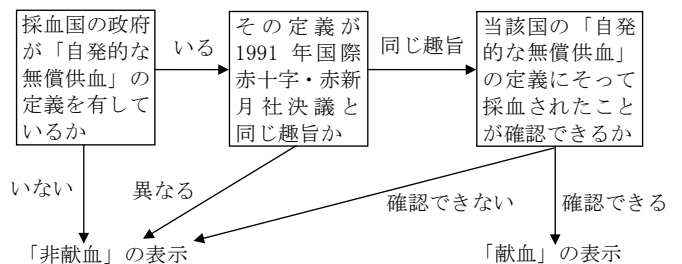 採血国の政府
が「自発的な
無償供血」の
定義を有して
いるか
いる
その定義が
1991 年国際
赤十字・赤新
月社決議と
同じ趣旨か
同じ趣旨
当該国の「自発
的な無償供血」
の定義にそって
採血されたこと
が確認できるか
いない
異なる
確認できない
確認できる
「非献血」の表示
「献血」の表示